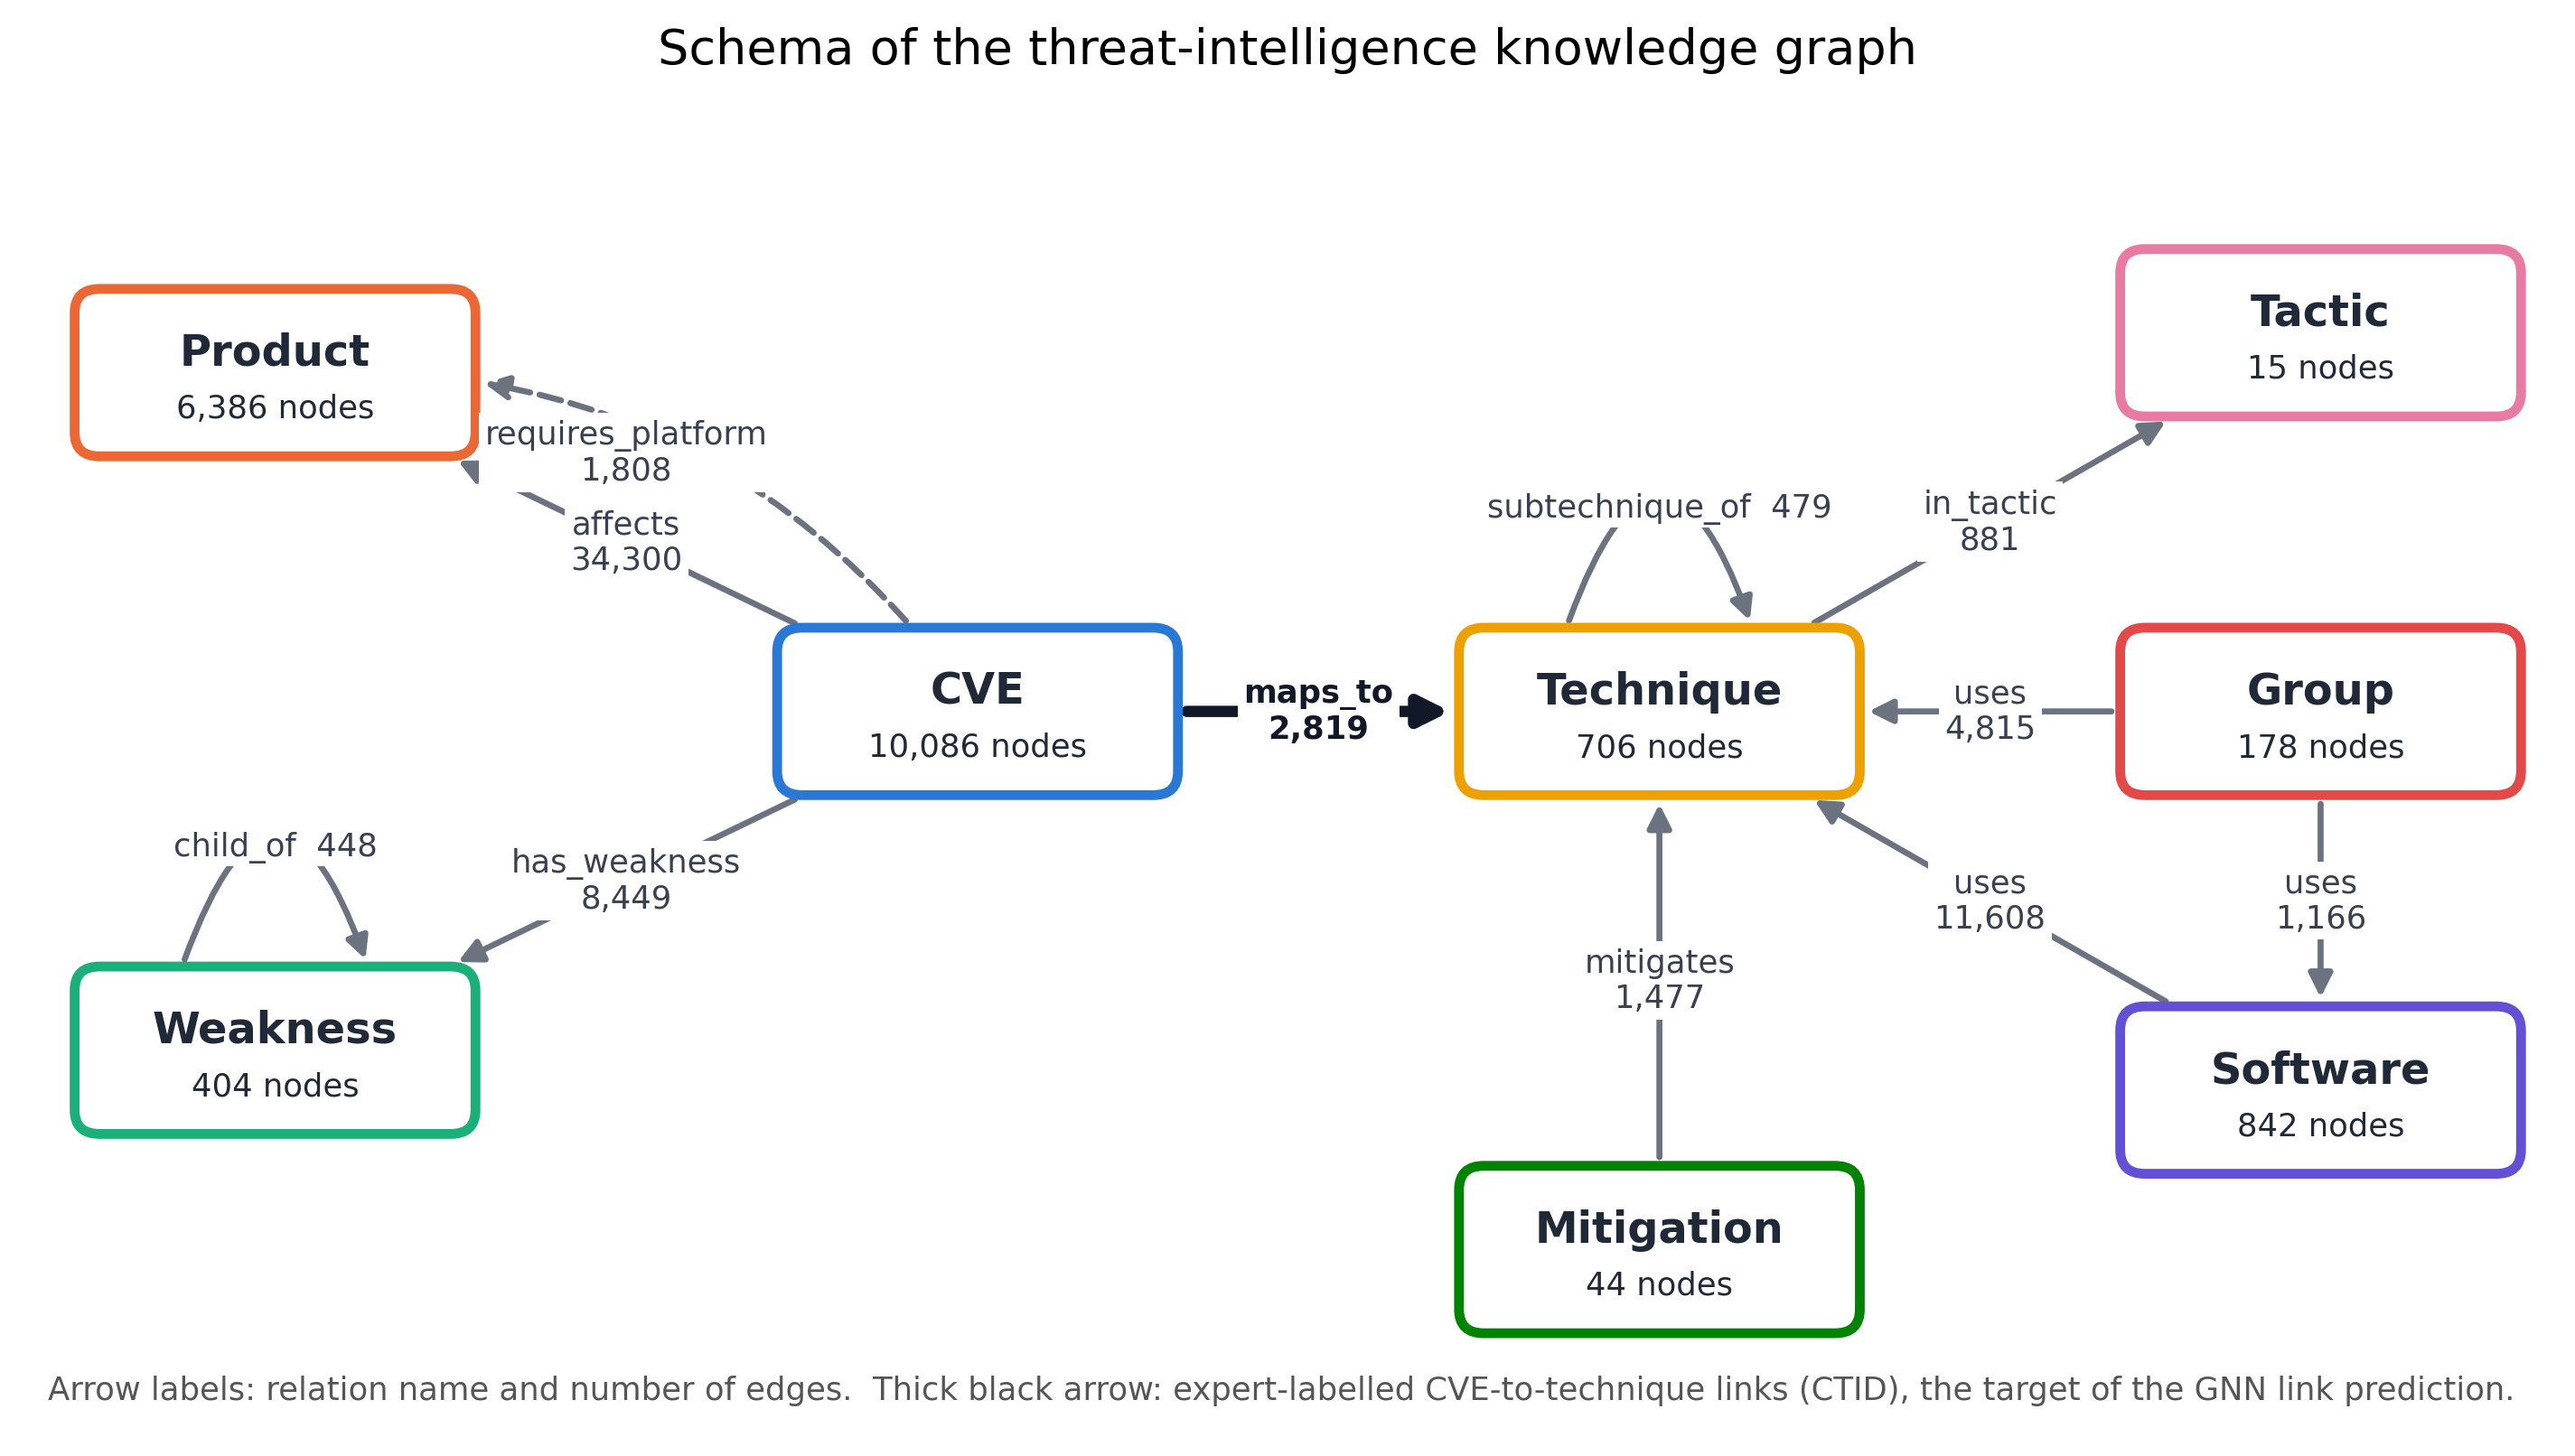 Schema of the threat-intelligence knowledge graph
Tactic
15 nodes
Product
6,386 nodes
requires_platform
1,808
affects
34,300
subtechnique_of  479
in_tactic
881
CVE
10,086 nodes
maps_to
2,819
Technique
706 nodes
uses
4,815
Group
178 nodes
child_of  448
has_weakness
8,449
uses
11,608
uses
1,166
mitigates
1,477
Weakness
404 nodes
Software
842 nodes
Mitigation
44 nodes
Arrow labels: relation name and number of edges.  Thick black arrow: expert-labelled CVE-to-technique links (CTID), the target of the GNN link prediction.